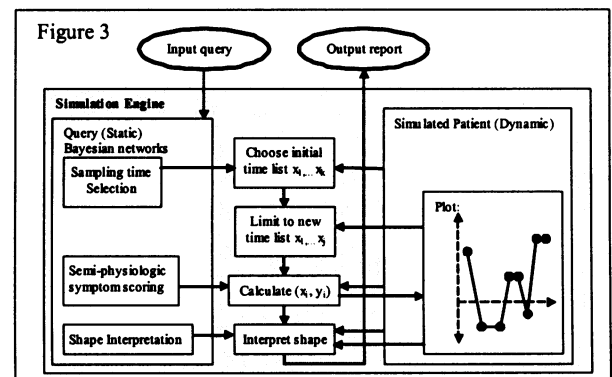 Figure 3
Input query
Output report
Simulation Engine
Query (Static)
Bayesian networks
Sampling time
Selection
Semi-physiologic
symptom scoring
Shape Interpretation
Choose initial
time list x₁,... xₖ
Limit to new
time list x₁,... xⱼ
Calculate (xᵢ, yᵢ)
Interpret shape
Simulated Patient (Dynamic)
Plot: